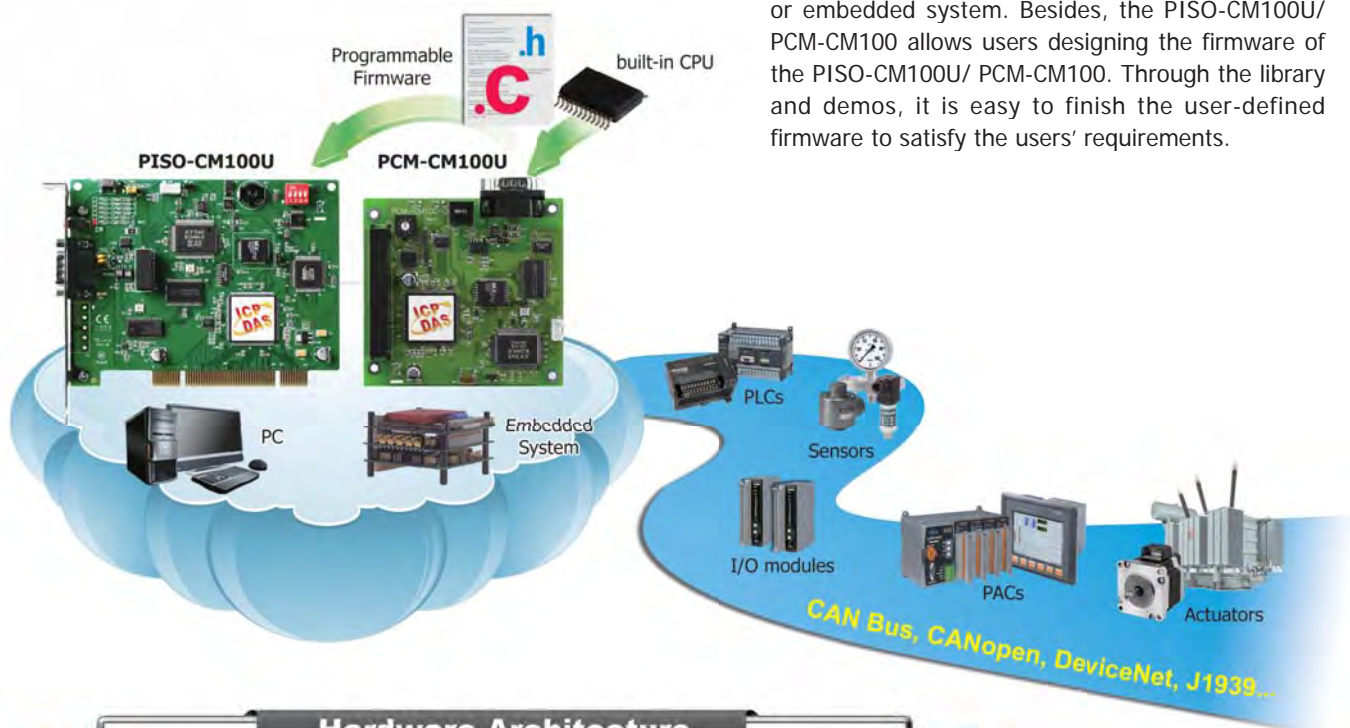 or embedded system. Besides, the PISO-CM100U/
PCM-CM100 allows users designing the firmware of
the PISO-CM100U/ PCM-CM100. Through the library
and demos, it is easy to finish the user-defined
firmware to satisfy the users' requirements.
Programmable
Firmware
.h
.C
built-in CPU
PISO-CM100U
PCM-CM100U
ICP
DAS
ICP
DAS
PC
Embedded
System
PLCs
Sensors
I/O modules
PACs
Actuators
CAN Bus, CANopen, DeviceNet, J1939...
Hardware Architecture